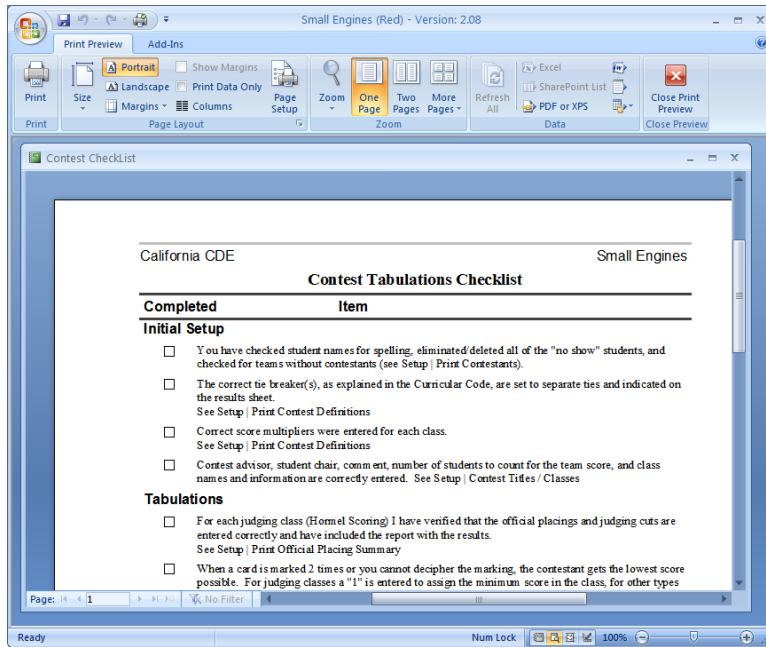 Small Engines (Red) - Version: 2.08
Print Preview Add-Ins
Print
Size
Portrait
Landscape
Margins
Show Margins
Print Data Only
Columns
Page Setup
Zoom
One Page
Two Pages
More Pages
Refresh All
Excel
SharePoint List
PDF or XPS
Close Print Preview
Print Page Layout Zoom Data Close Preview
Contest CheckList
California CDE Small Engines
Contest Tabulations Checklist
Completed Item
Initial Setup
You have checked student names for spelling, eliminated/deleted all of the "no show" students, and
checked for teams without contestants (see Setup | Print Contestants).
The correct tie breaker(s), as explained in the Curricular Code, are set to separate ties and indicated on
the results sheet.
See Setup | Print Contest Definitions
Correct score multipliers were entered for each class.
See Setup | Print Contest Definitions
Contest advisor, student chair, comment, number of students to count for the team score, and class
names and information are correctly entered. See Setup | Contest Titles / Classes
Tabulations
For each judging class (Hormel Scoring) I have verified that the official placings and judging cuts are
entered correctly and have included the report with the results.
See Setup | Print Official Placing Summary
When a card is marked 2 times or you cannot decipher the marking, the contestant gets the lowest score
possible. For judging classes a "1" is entered to assign the minimum score in the class, for other types
Page: 1 No Filter
Ready Num Lock 100%